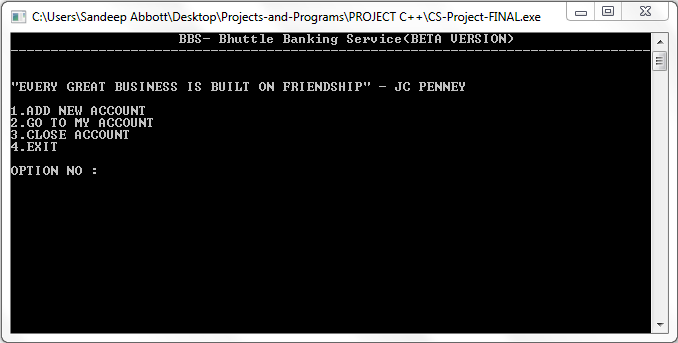 C:\Users\Sandeep Abbott\Desktop\Projects-and-Programs\PROJECT C++\CS-Project-FINAL.exe
BBS- Bhuttle Banking Service(BETA VERSION)
"EVERY GREAT BUSINESS IS BUILT ON FRIENDSHIP" - JC PENNEY
1.ADD NEW ACCOUNT
2.GO TO MY ACCOUNT
3.CLOSE ACCOUNT
4.EXIT
OPTION NO :